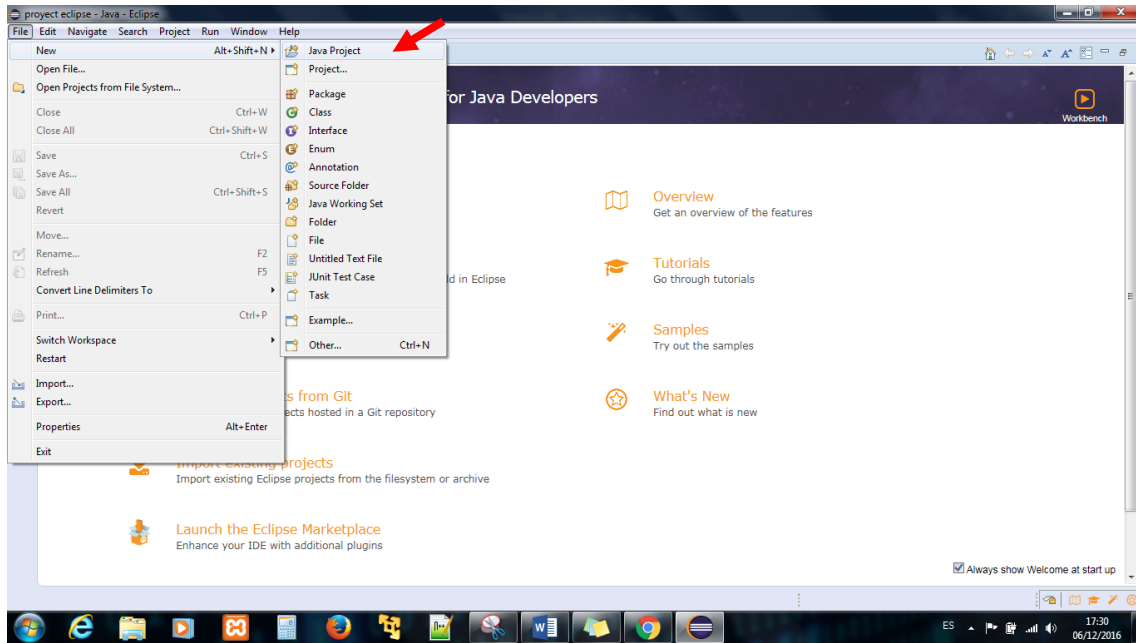 proyect eclipse - Java - Eclipse
File Edit Navigate Search Project Run Window Help
New Alt+Shift+N
Open File...
Open Projects from File System...
Close Ctrl+W
Close All Ctrl+Shift+W
Save Ctrl+S
Save As...
Save All Ctrl+Shift+S
Revert
Move...
Rename... F2
Refresh F5
Convert Line Delimiters To
Print... Ctrl+P
Switch Workspace
Restart
Import...
Export...
Properties Alt+Enter
Exit
Java Project
Project...
Package
Class
Interface
Enum
Annotation
Source Folder
Java Working Set
Folder
File
Untitled Text File
JUnit Test Case
Task
Example...
Other... Ctrl+N
for Java Developers
Workbench
Overview
Get an overview of the features
Tutorials
Go through tutorials
in Eclipse
Samples
Try out the samples
from Git
hosted in a Git repository
What's New
Find out what is new
Import existing projects
Import existing Eclipse projects from the filesystem or archive
Launch the Eclipse Marketplace
Enhance your IDE with additional plugins
Always show Welcome at start up
ES
17:30
06/12/2016